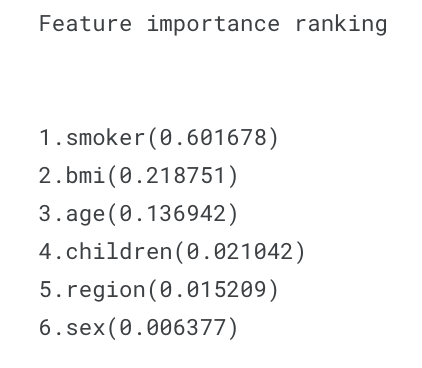 Feature importance ranking
1.smoker(0.601678)
2.bmi(0.218751)
3.age(0.136942)
4.children(0.021042)
5.region(0.015209)
6.sex(0.006377)